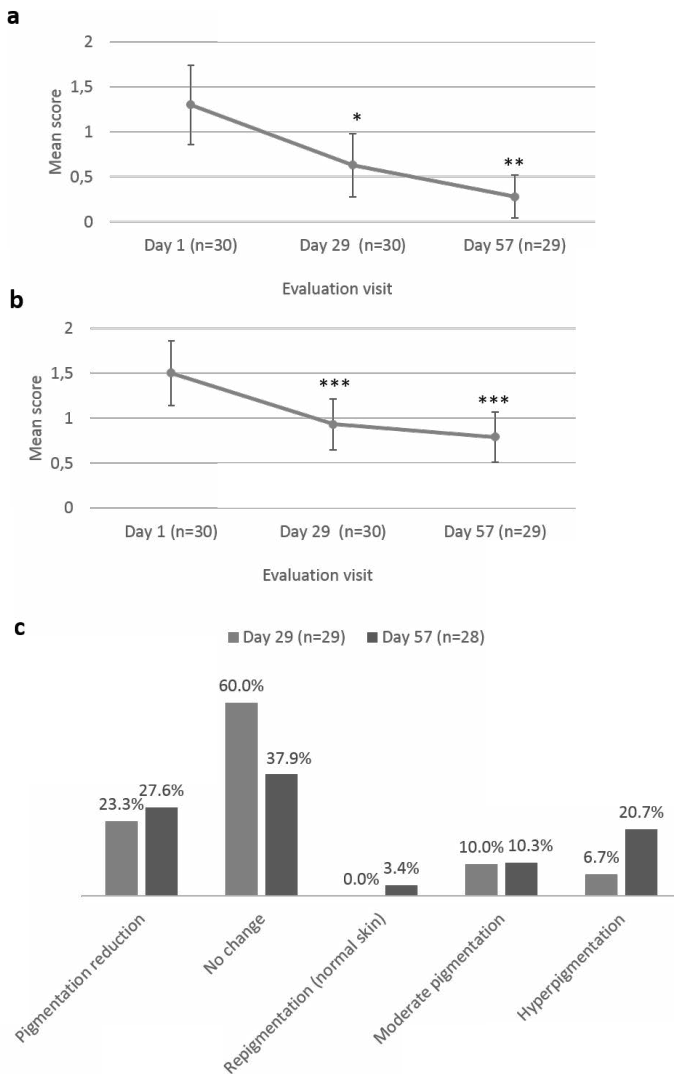 a
2
1,5
1
0,5
0
Mean score
*
**
Day 1 (n=30) Day 29 (n=30) Day 57 (n=29)
Evaluation visit
b
2
1,5
1
0,5
0
Mean score
***
***
Day 1 (n=30) Day 29 (n=30) Day 57 (n=29)
Evaluation visit
c
Day 29 (n=29) Day 57 (n=28)
60.0%
37.9%
23.3% 27.6%
0.0% 3.4%
10.0% 10.3%
6.7% 20.7%
Pigmentation reduction
No change
Repigmentation (normal skin)
Moderate pigmentation
Hyperpigmentation